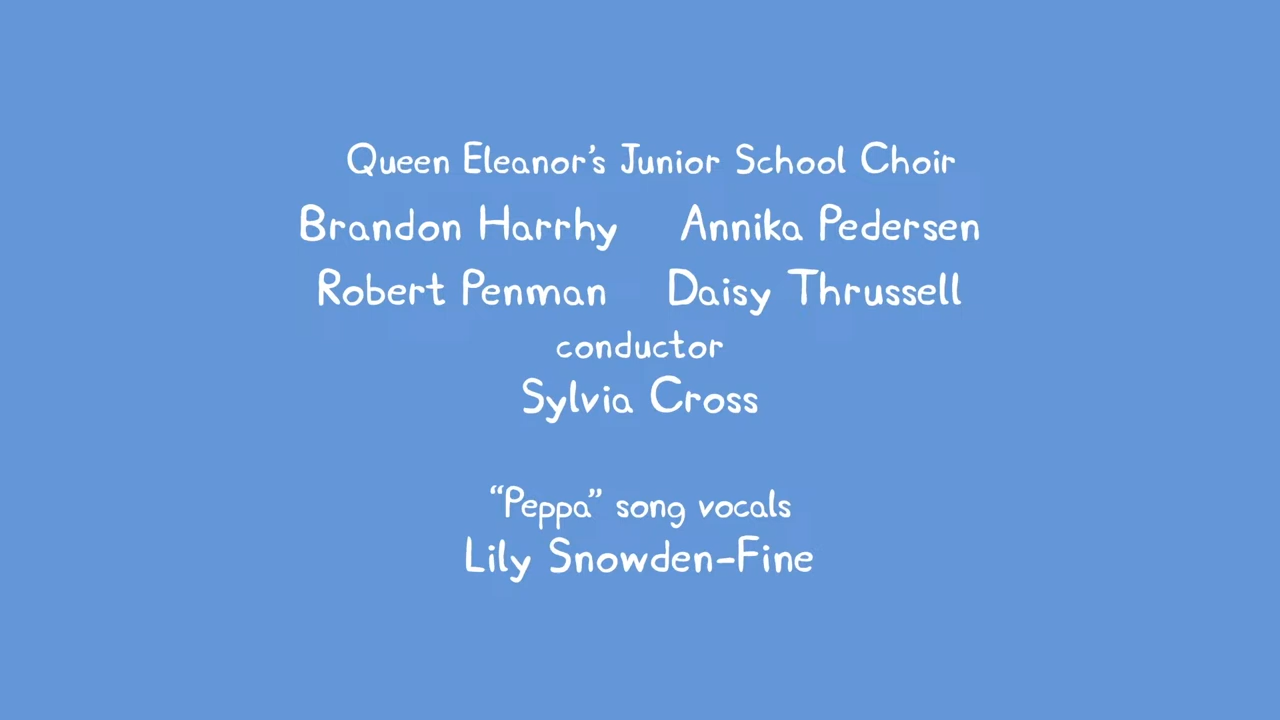 Queen Eleanor's Junior School Choir
Brandon Harrhy Annika Pedersen
Robert Penman Daisy Thrussell
conductor
Sylvia Cross
“Peppa” song vocals
Lily Snowden-Fine